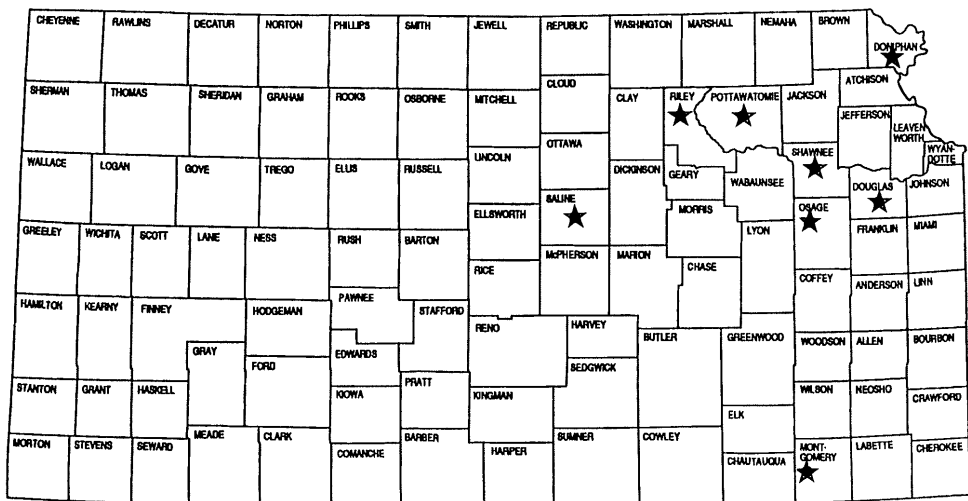 CHEYENNE
RAWLINS
DECATUR
NORTON
PHILLIPS
SMITH
JEWELL
REPUBLIC
WASHINGTON
MARSHALL
NEMAHA
BROWN
DONIPHAN
ATCHISON
SHERMAN
THOMAS
SHERIDAN
GRAHAM
ROOKS
OSBORNE
MITCHELL
CLOUD
CLAY
RILEY
POTTAWATOMIE
JACKSON
JEFFERSON
LEAVEN
WORTH
WYAN-
DOTTE
WALLACE
LOGAN
GOVE
TREGO
ELLIS
RUSSELL
LINCOLN
OTTAWA
DICKINSON
GEARY
WABAUNSEE
SHAWNEE
DOUGLAS
JOHNSON
ELLSWORTH
SALINE
MORRIS
OSAGE
GREELEY
WICHITA
SCOTT
LANE
NESS
RUSH
BARTON
RICE
McPHERSON
MARION
CHASE
LYON
FRANKLIN
MIAMI
COFFEY
ANDERSON
LINN
HAMILTON
KEARNY
FINNEY
HODGEMAN
PAWNEE
STAFFORD
RENO
HARVEY
BUTLER
GREENWOOD
WOODSON
ALLEN
BOURBON
GRAY
FORD
EDWARDS
SEDGWICK
STANTON
GRANT
HASKELL
KIOWA
PRATT
KINGMAN
ELK
WILSON
NEOSHO
CRAWFORD
MORTON
STEVENS
SEWARD
MEADE
CLARK
COMANCHE
BARBER
HARPER
SUMNER
COWLEY
CHAUTAUQUA
MONT-
GOMERY
LABETTE
CHEROKEE